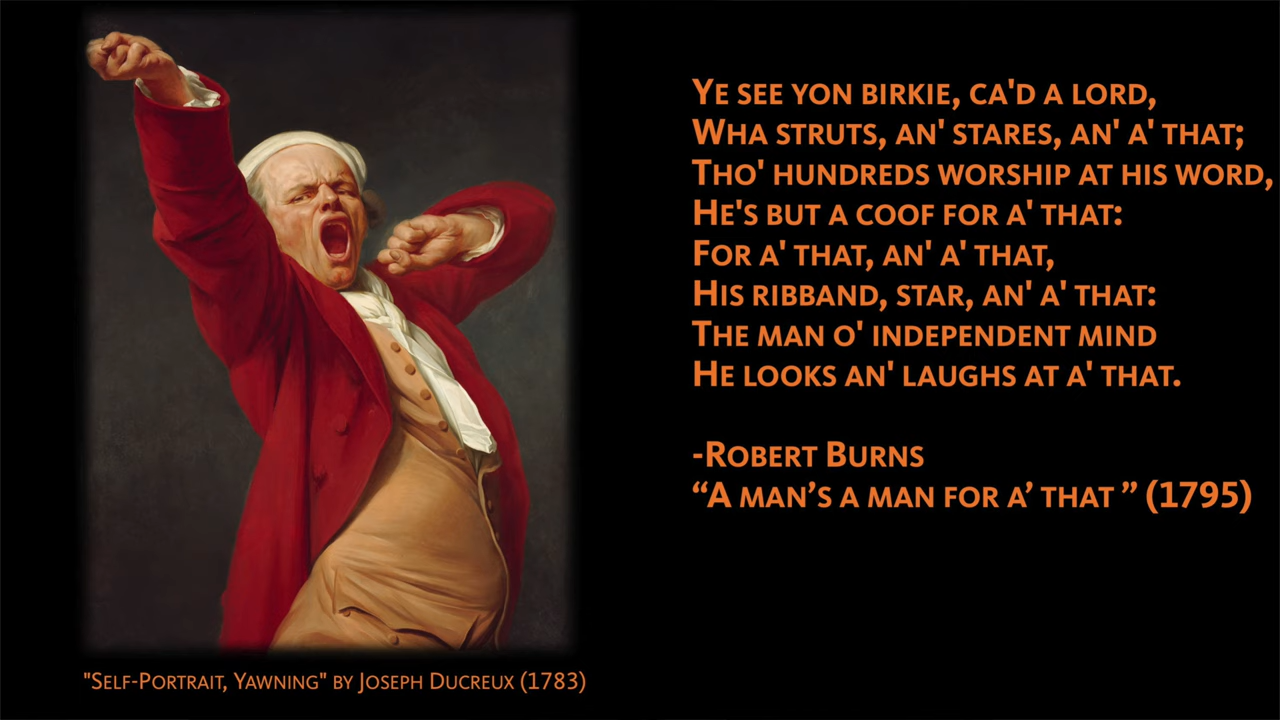 Ye see yon birkie, ca'd a lord,
Wha struts, an' stares, an' a' that;
Tho' hundreds worship at his word,
He's but a coof for a' that:
For a' that, an' a' that,
His ribband, star, an' a' that:
The man o' independent mind
He looks an' laughs at a' that.
-Robert Burns
“A man’s a man for a’ that ” (1795)
"Self-Portrait, Yawning" by Joseph Ducreux (1783)